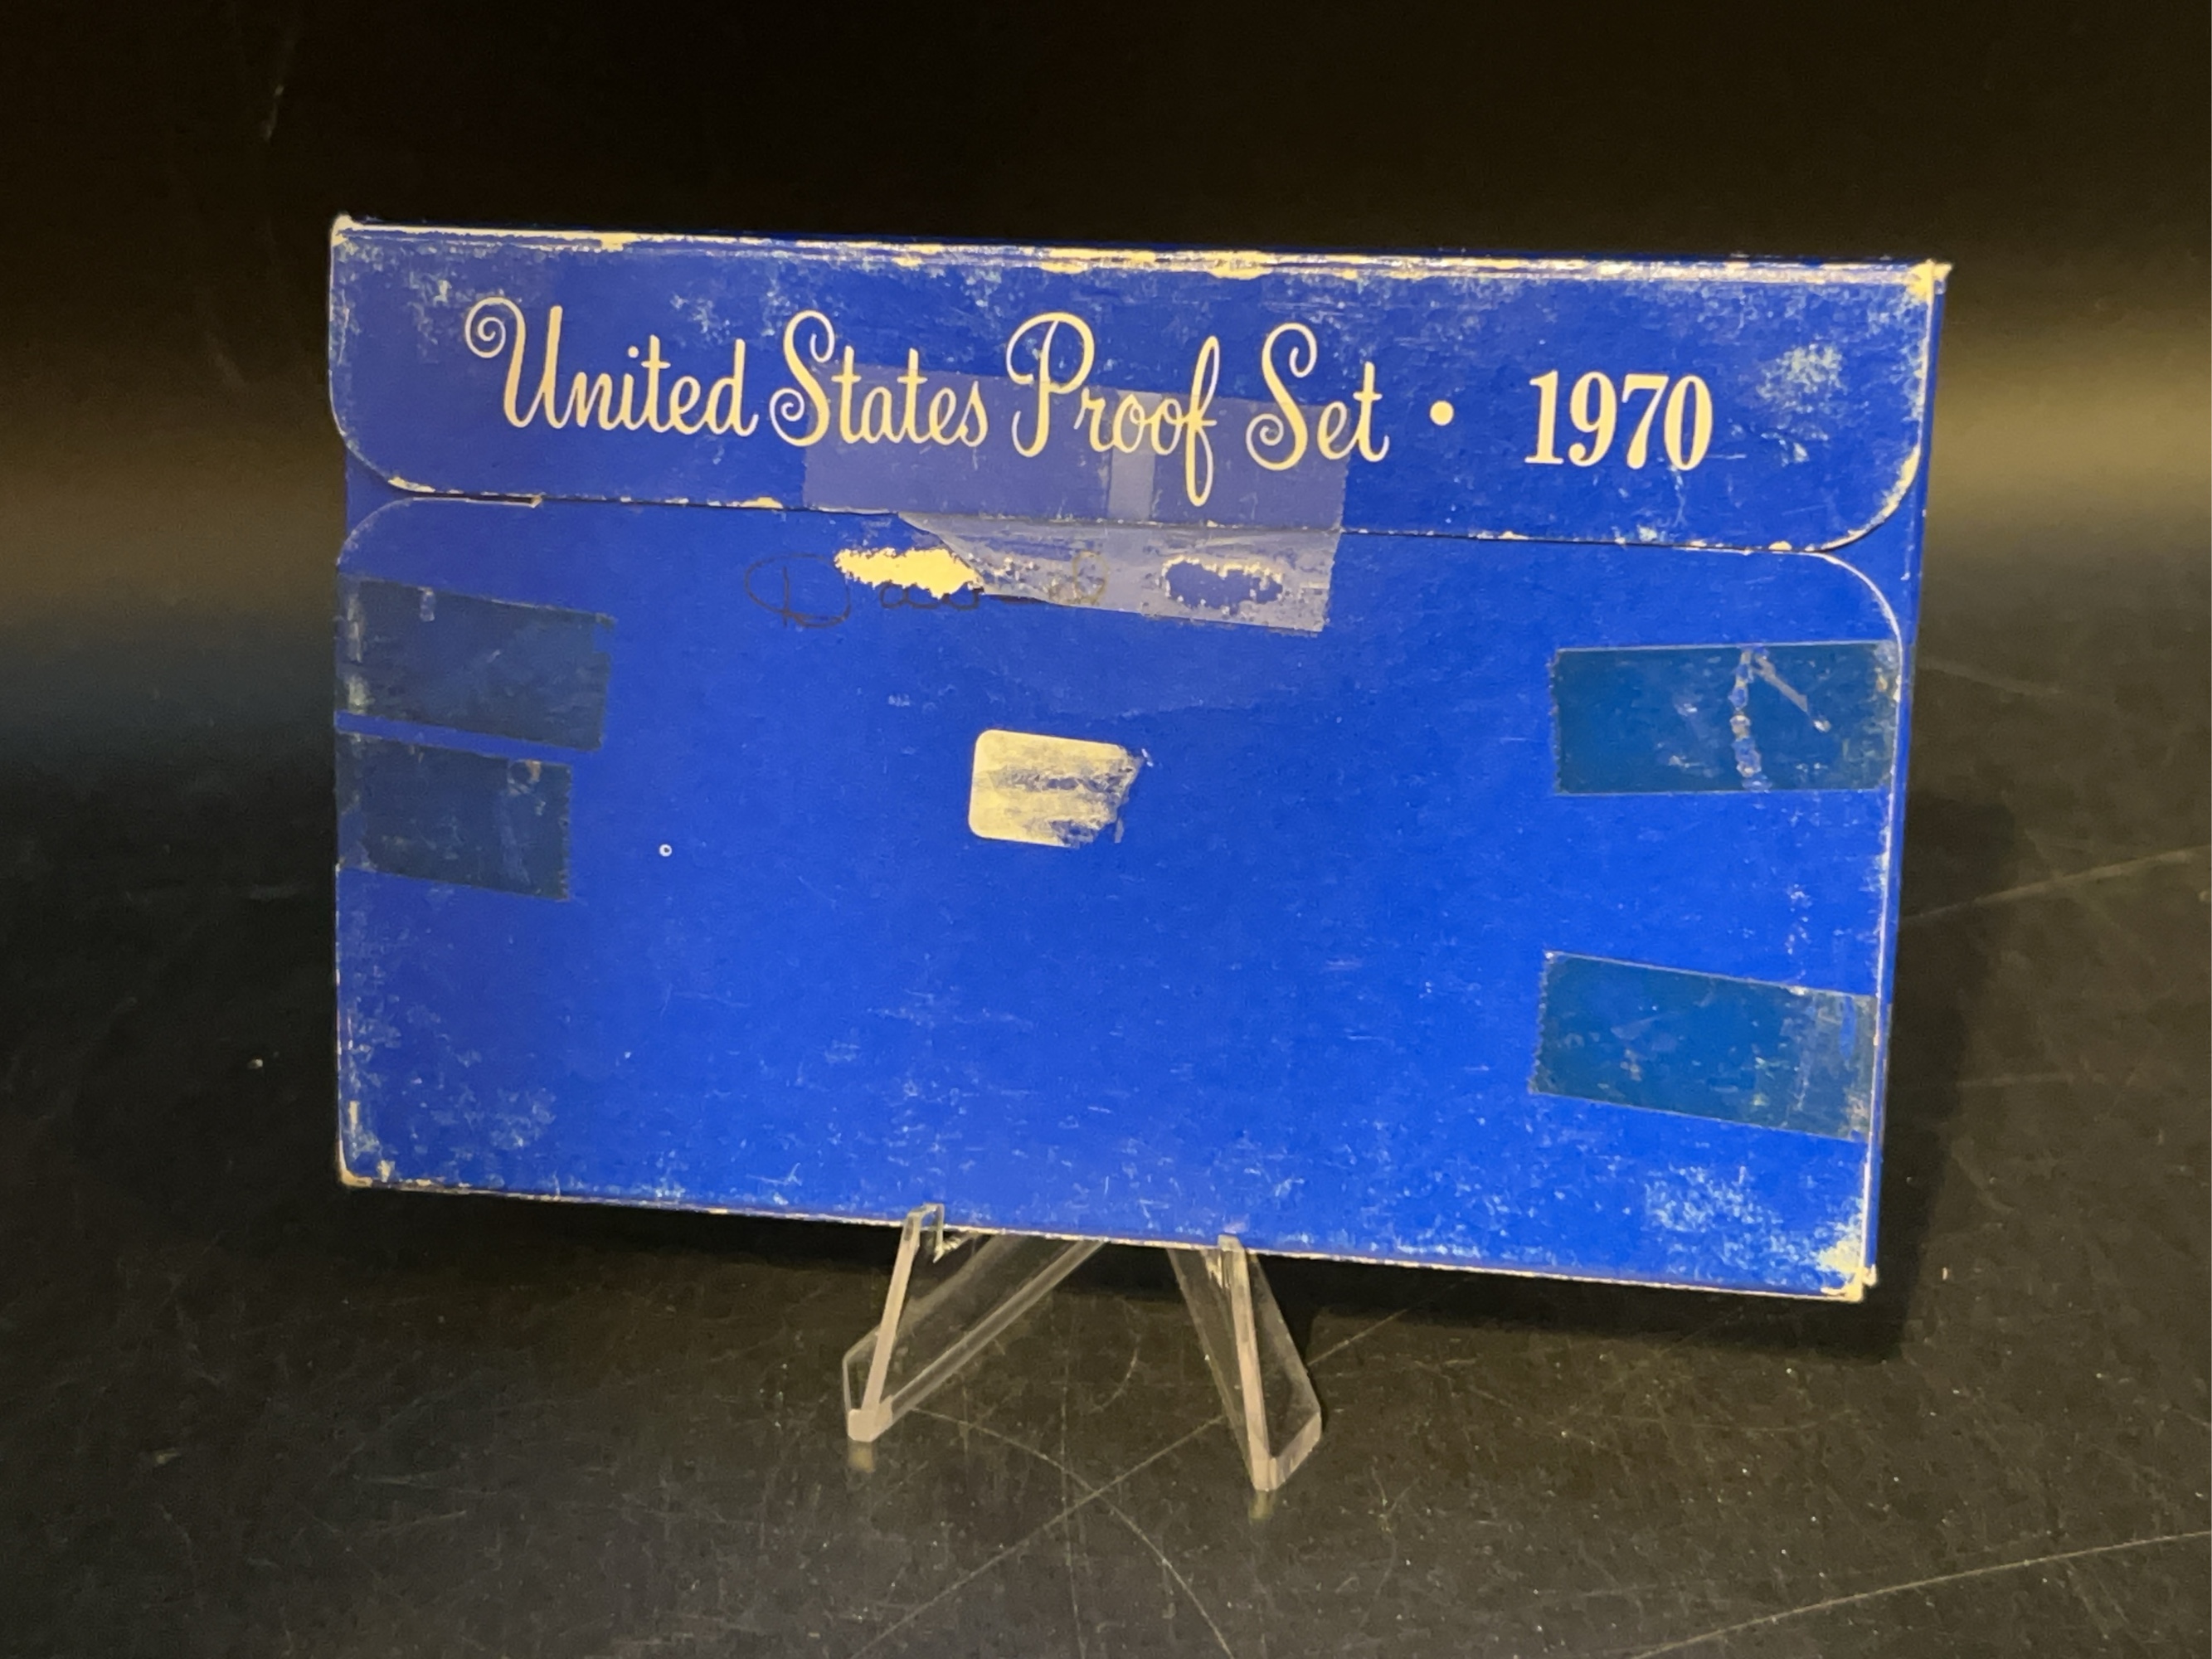 United States Proof Set • 1970